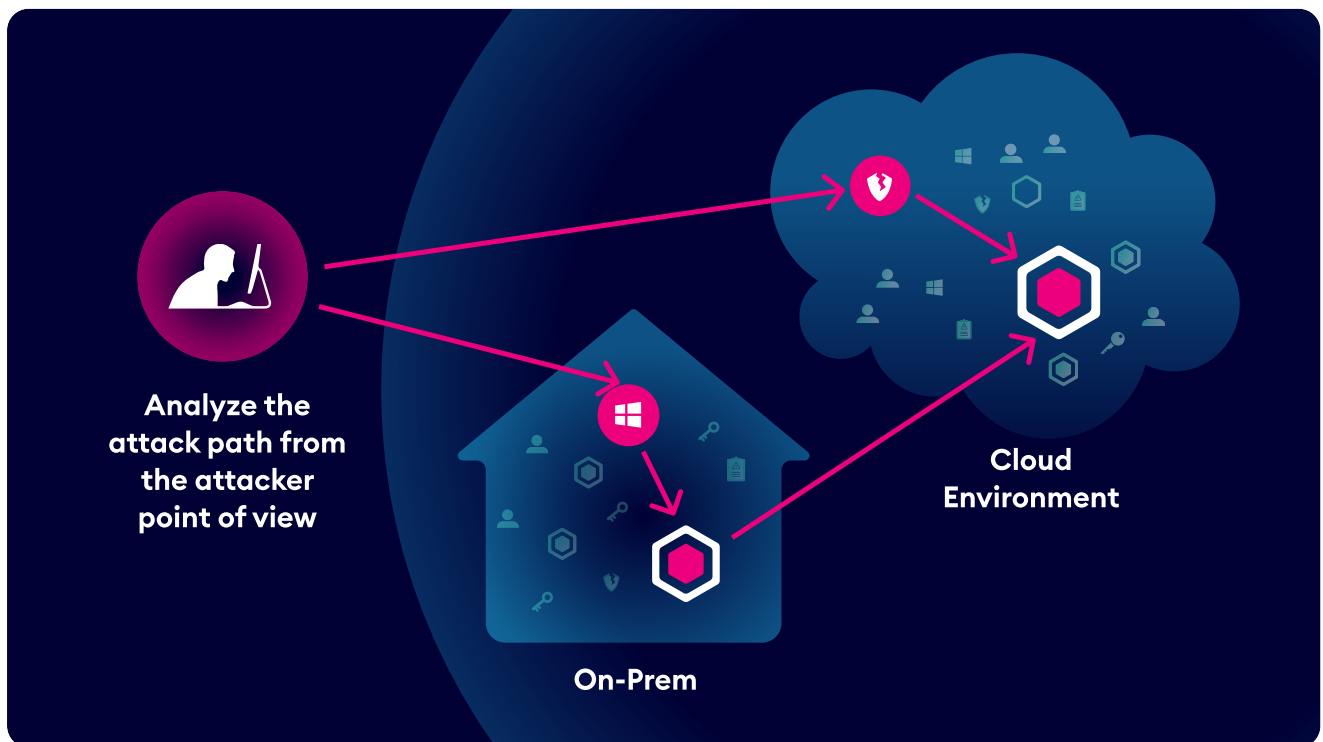 Analyze the
attack path from
the attacker
point of view
Cloud
Environment
On-Prem